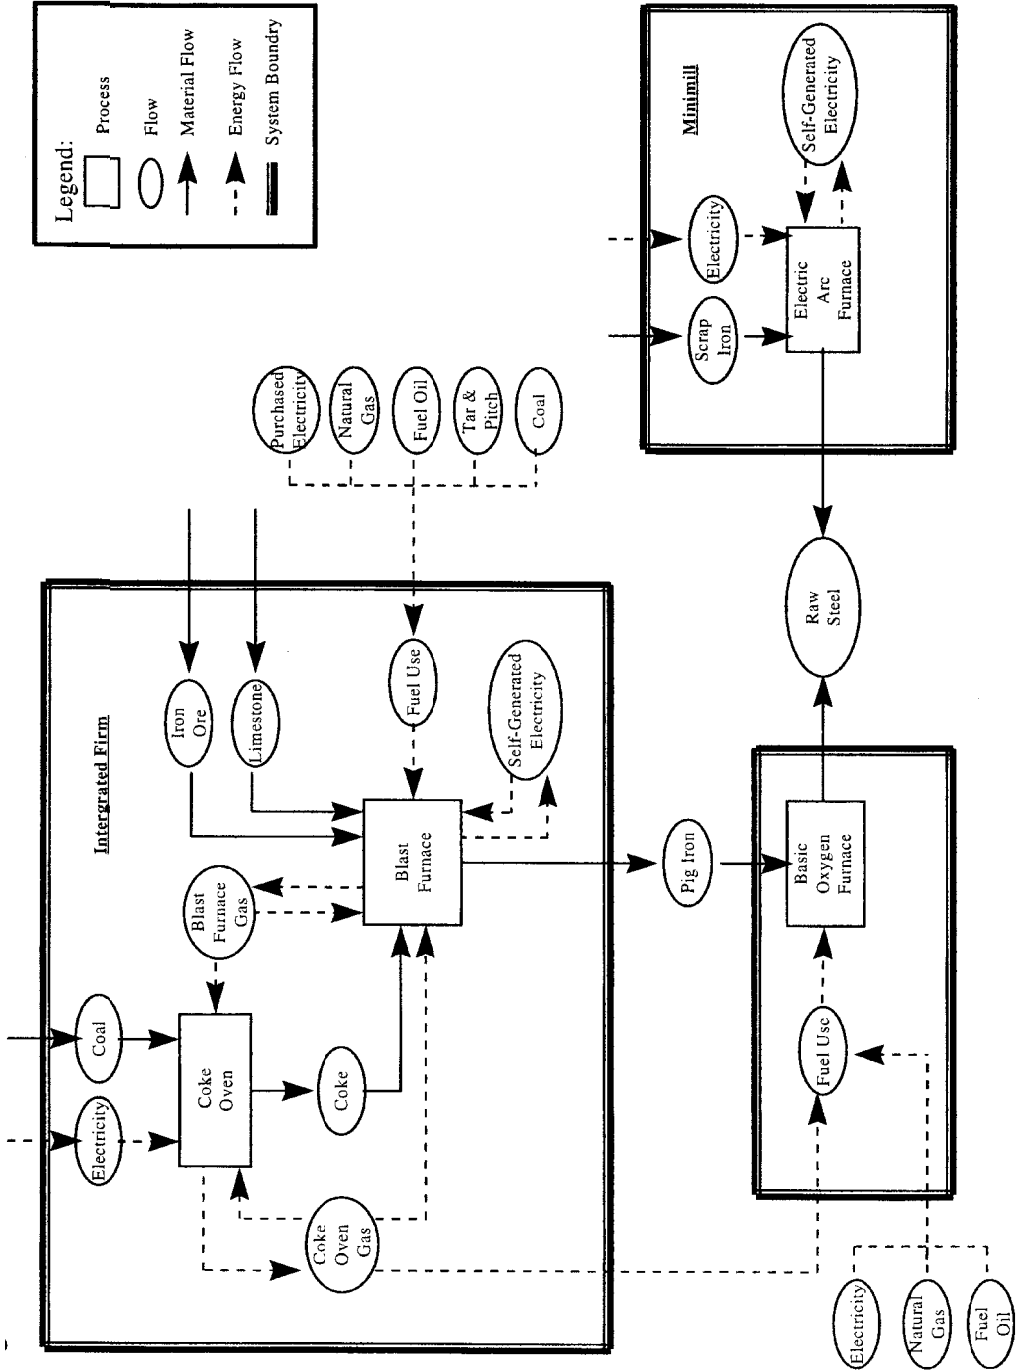 Legend:
Process
Flow
Material Flow
Energy Flow
System Boundry
Intergrated Firm
Electricity
Coal
Coke
Oven
Blast
Furnace
Gas
Coke
Coke
Oven
Gas
Iron
Ore
Limestone
Blast
Furnace
Fuel Use
Self-Generated
Electricity
Purchased
Electricity
Natural
Gas
Fuel Oil
Tar &
Pitch
Coal
Pig Iron
Electricity
Natural
Gas
Fuel
Oil
Fuel Use
Basic
Oxygen
Furnace
Raw
Steel
Minimill
Scrap
Iron
Electricity
Electric
Arc
Furnace
Self-Generated
Electricity